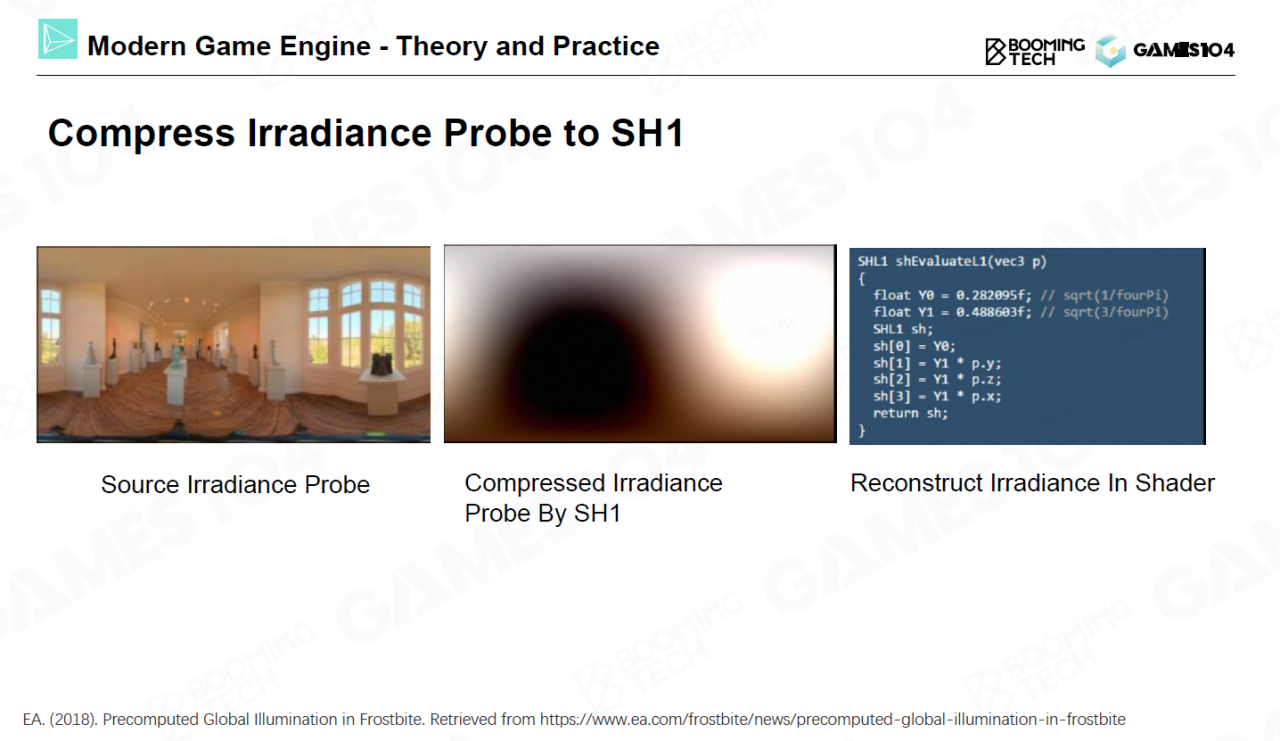 Modern Game Engine - Theory and Practice
BOOMING
TECH
GAMES104
Compress Irradiance Probe to SH1
SHL1 shEvaluateL1(vec3 p)
{
float Y0 = 0.282095f; // sqrt(1/fourPi)
float Y1 = 0.488603f; // sqrt(3/fourPi)
SHL1 sh;
sh[0] = Y0;
sh[1] = Y1 * p.y;
sh[2] = Y1 * p.z;
sh[3] = Y1 * p.x;
return sh;
}
Source Irradiance Probe
Compressed Irradiance
Probe By SH1
Reconstruct Irradiance In Shader
EA. (2018). Precomputed Global Illumination in Frostbite. Retrieved from https://www.ea.com/frostbite/news/precomputed-global-illumination-in-frostbite